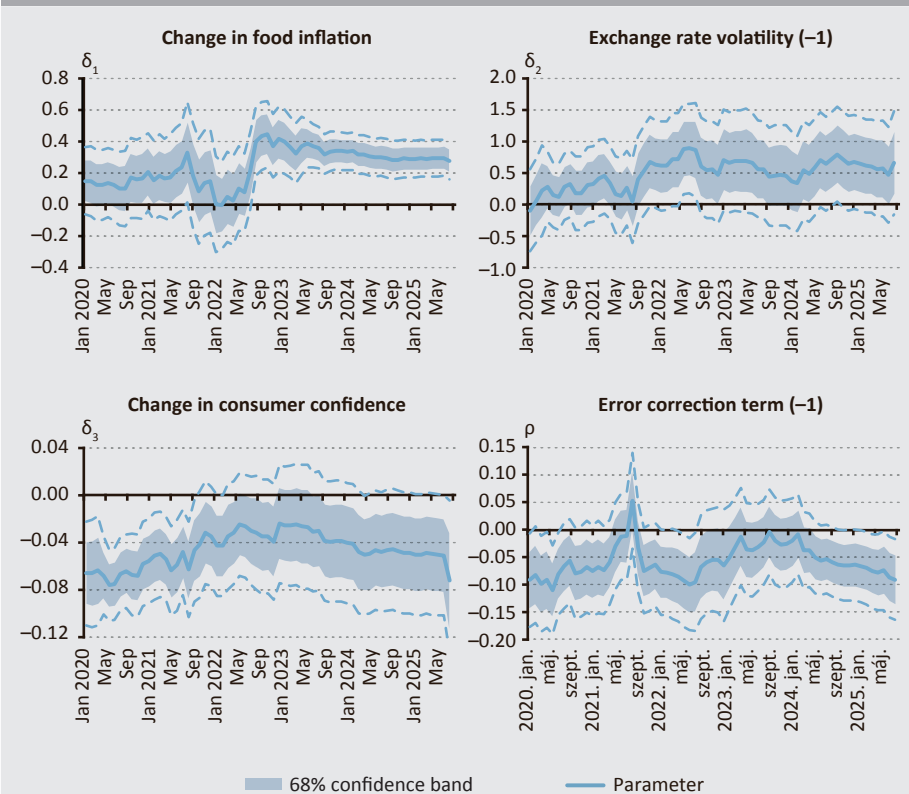 Change in food inflation
δ1
0.8
0.6
0.4
0.2
0.0
–0.2
–0.4
Jan 2020
May
Sep
Jan 2021
May
Sep
Jan 2022
May
Sep
Jan 2023
May
Sep
Jan 2024
May
Sep
Jan 2025
May
Exchange rate volatility (–1)
δ2
2.0
1.5
1.0
0.5
0.0
–0.5
–1.0
Jan 2020
May
Sep
Jan 2021
May
Sep
Jan 2022
May
Sep
Jan 2023
May
Sep
Jan 2024
May
Sep
Jan 2025
May
Change in consumer confidence
δ3
0.04
0.00
–0.04
–0.08
–0.12
Jan 2020
May
Sep
Jan 2021
May
Sep
Jan 2022
May
Sep
Jan 2023
May
Sep
Jan 2024
May
Sep
Jan 2025
May
Error correction term (–1)
ρ
0.15
0.10
0.05
0.00
–0.05
–0.10
–0.15
–0.20
2020. jan.
máj.
szept.
2021. jan.
máj.
szept.
2022. jan.
máj.
szept.
2023. jan.
máj.
szept.
2024. jan.
máj.
szept.
2025. jan.
máj.
68% confidence band
Parameter